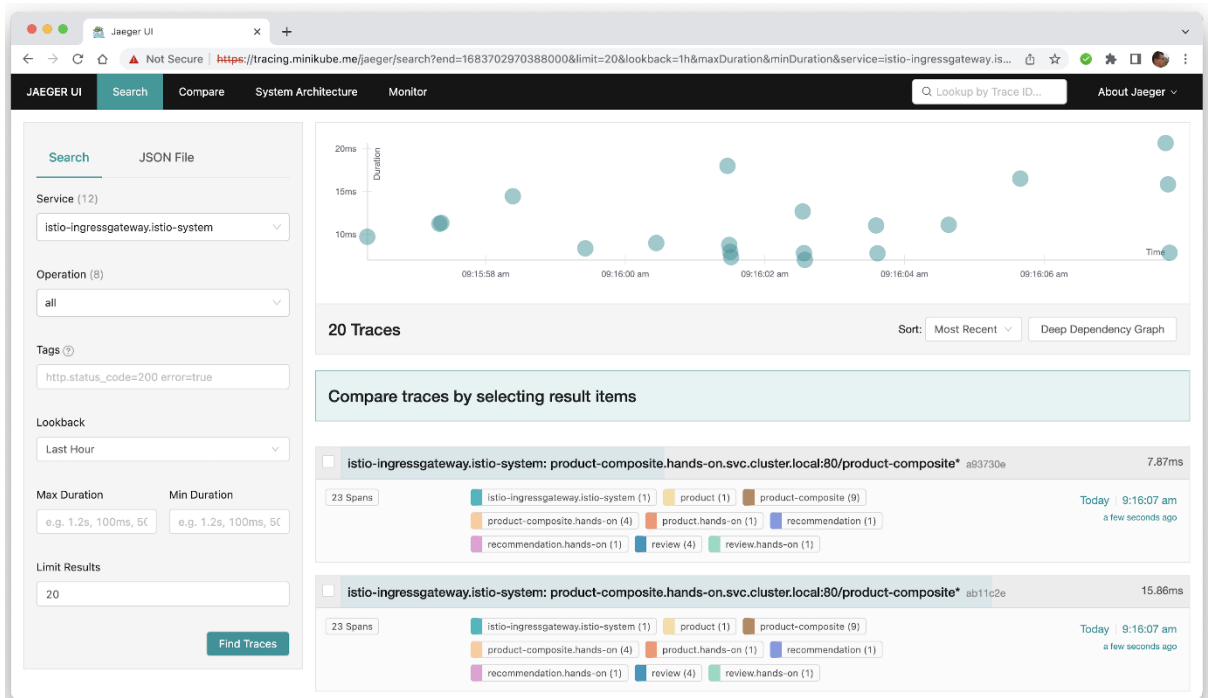 Jaeger UI
Not Secure https://tracing.minikube.me/jaeger/search?end=1683702970388000&limit=20&lookback=1h&maxDuration&minDuration&service=istio-ingressgateway.is...
JAEGER UI Search Compare System Architecture Monitor Lookup by Trace ID... About Jaeger
Search JSON File
Service (12)
istio-ingressgateway.istio-system
Operation (8)
all
Tags
http.status_code=200 error=true
Lookback
Last Hour
Max Duration Min Duration
e.g. 1.2s, 100ms, 50 e.g. 1.2s, 100ms, 50
Limit Results
20
Find Traces
20ms
Duration
15ms
10ms
Time
09:15:58 am 09:16:00 am 09:16:02 am 09:16:04 am 09:16:06 am
20 Traces Sort: Most Recent Deep Dependency Graph
Compare traces by selecting result items
istio-ingressgateway.istio-system: product-composite.hands-on.svc.cluster.local:80/product-composite* a93730e 7.87ms
23 Spans istio-ingressgateway.istio-system (1) product (1) product-composite (9) Today 9:16:07 am
product-composite.hands-on (4) product.hands-on (1) recommendation (1) a few seconds ago
recommendation.hands-on (1) review (4) review.hands-on (1)
istio-ingressgateway.istio-system: product-composite.hands-on.svc.cluster.local:80/product-composite* ab11c2e 15.86ms
23 Spans istio-ingressgateway.istio-system (1) product (1) product-composite (9) Today 9:16:07 am
product-composite.hands-on (4) product.hands-on (1) recommendation (1) a few seconds ago
recommendation.hands-on (1) review (4) review.hands-on (1)